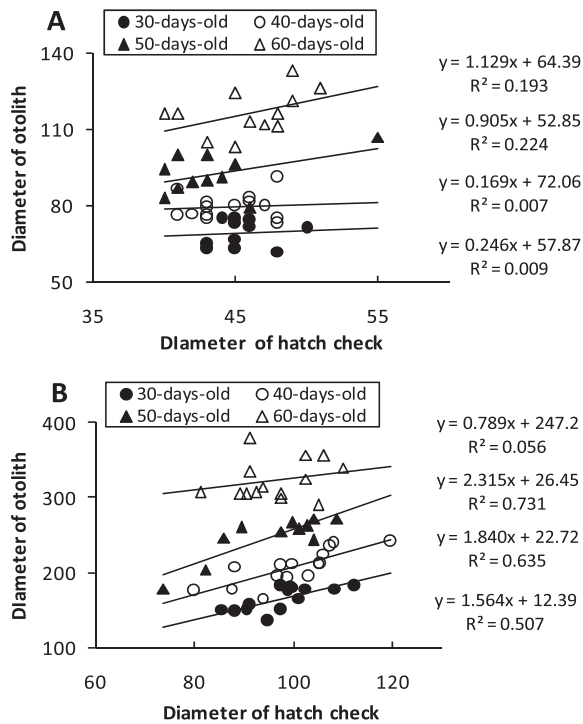 A
30-days-old 40-days-old
50-days-old 60-days-old
140
110
80
50
35 45 55
Diameter of otolith
DIameter of hatch check
y = 1.129x + 64.39
R² = 0.193
y = 0.905x + 52.85
R² = 0.224
y = 0.169x + 72.06
R² = 0.007
y = 0.246x + 57.87
R² = 0.009
B
30-days-old 40-days-old
50-days-old 60-days-old
400
300
200
100
60 80 100 120
Diameter of otolith
Diameter of hatch check
y = 0.789x + 247.2
R² = 0.056
y = 2.315x + 26.45
R² = 0.731
y = 1.840x + 22.72
R² = 0.635
y = 1.564x + 12.39
R² = 0.507